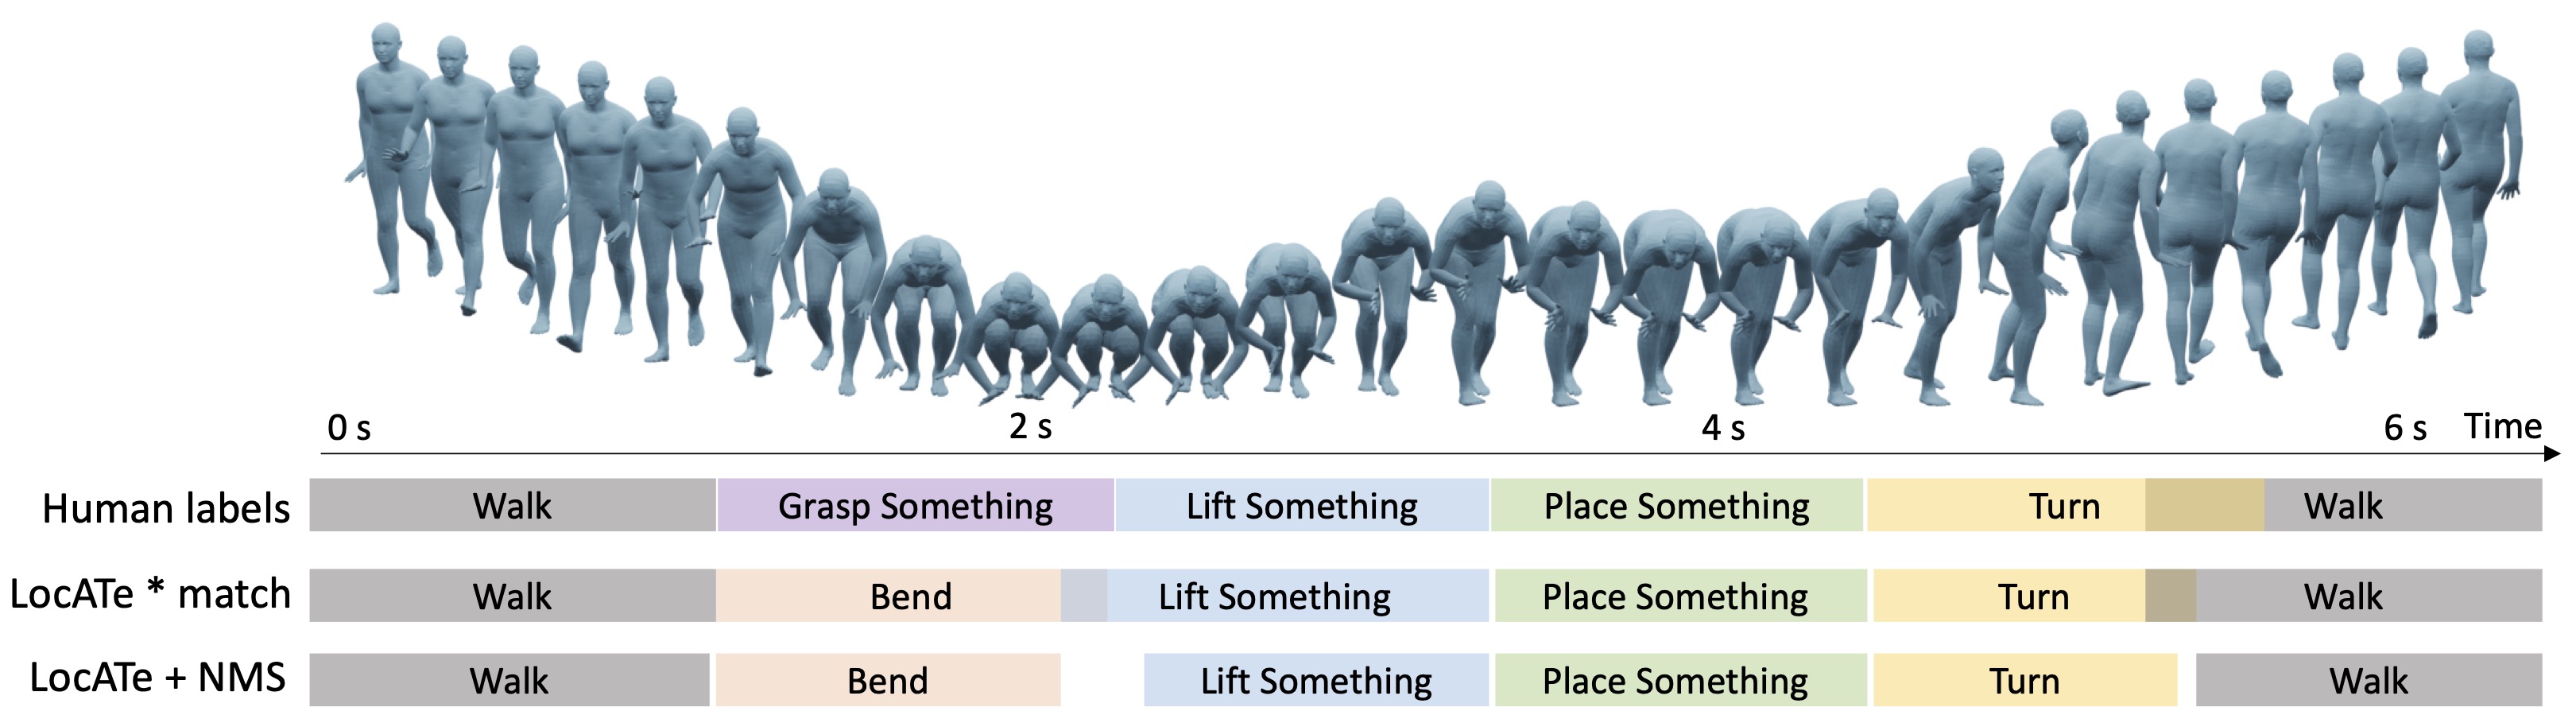 0 s 2 s 4 s 6 s Time
Human labels Walk Grasp Something Lift Something Place Something Turn Walk
LocATe * match Walk Bend Lift Something Place Something Turn Walk
LocATe + NMS Walk Bend Lift Something Place Something Turn Walk